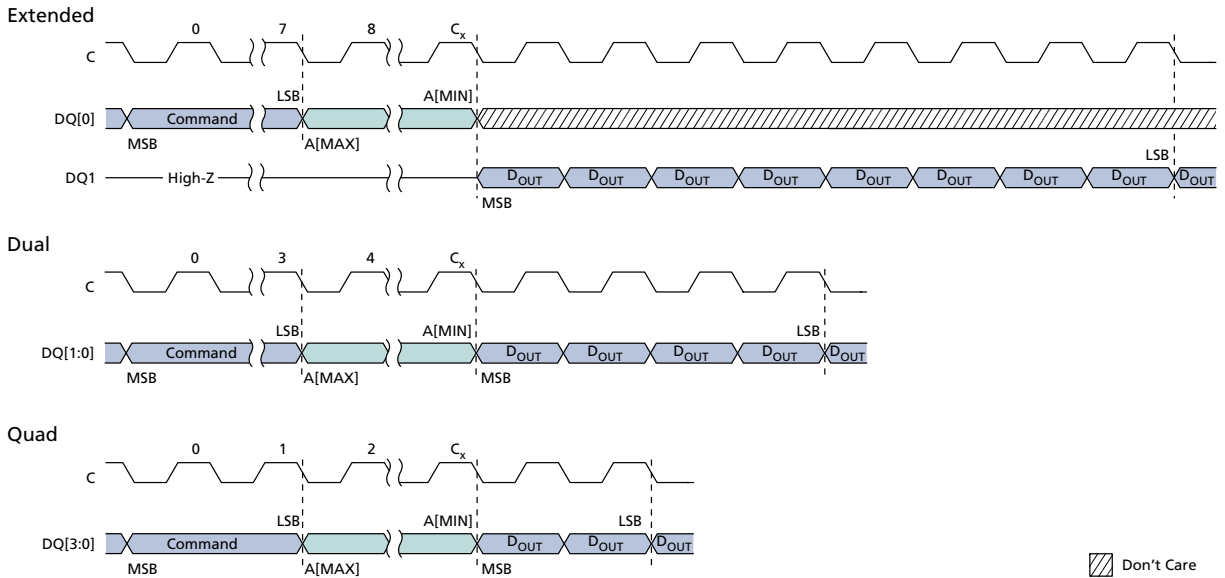 Extended
0 7 8 Cx
C
LSB A[MIN]
DQ[0] Command
MSB A[MAX]
LSB
DQ1 High-Z DOUT DOUT DOUT DOUT DOUT DOUT DOUT DOUT DOUT
MSB
Dual
0 3 4 Cx
C
LSB A[MIN] LSB
DQ[1:0] Command DOUT DOUT DOUT DOUT DOUT
MSB A[MAX] MSB
Quad
0 1 2 Cx
C
LSB A[MIN] LSB
DQ[3:0] Command DOUT DOUT DOUT
MSB A[MAX] MSB
Don't Care